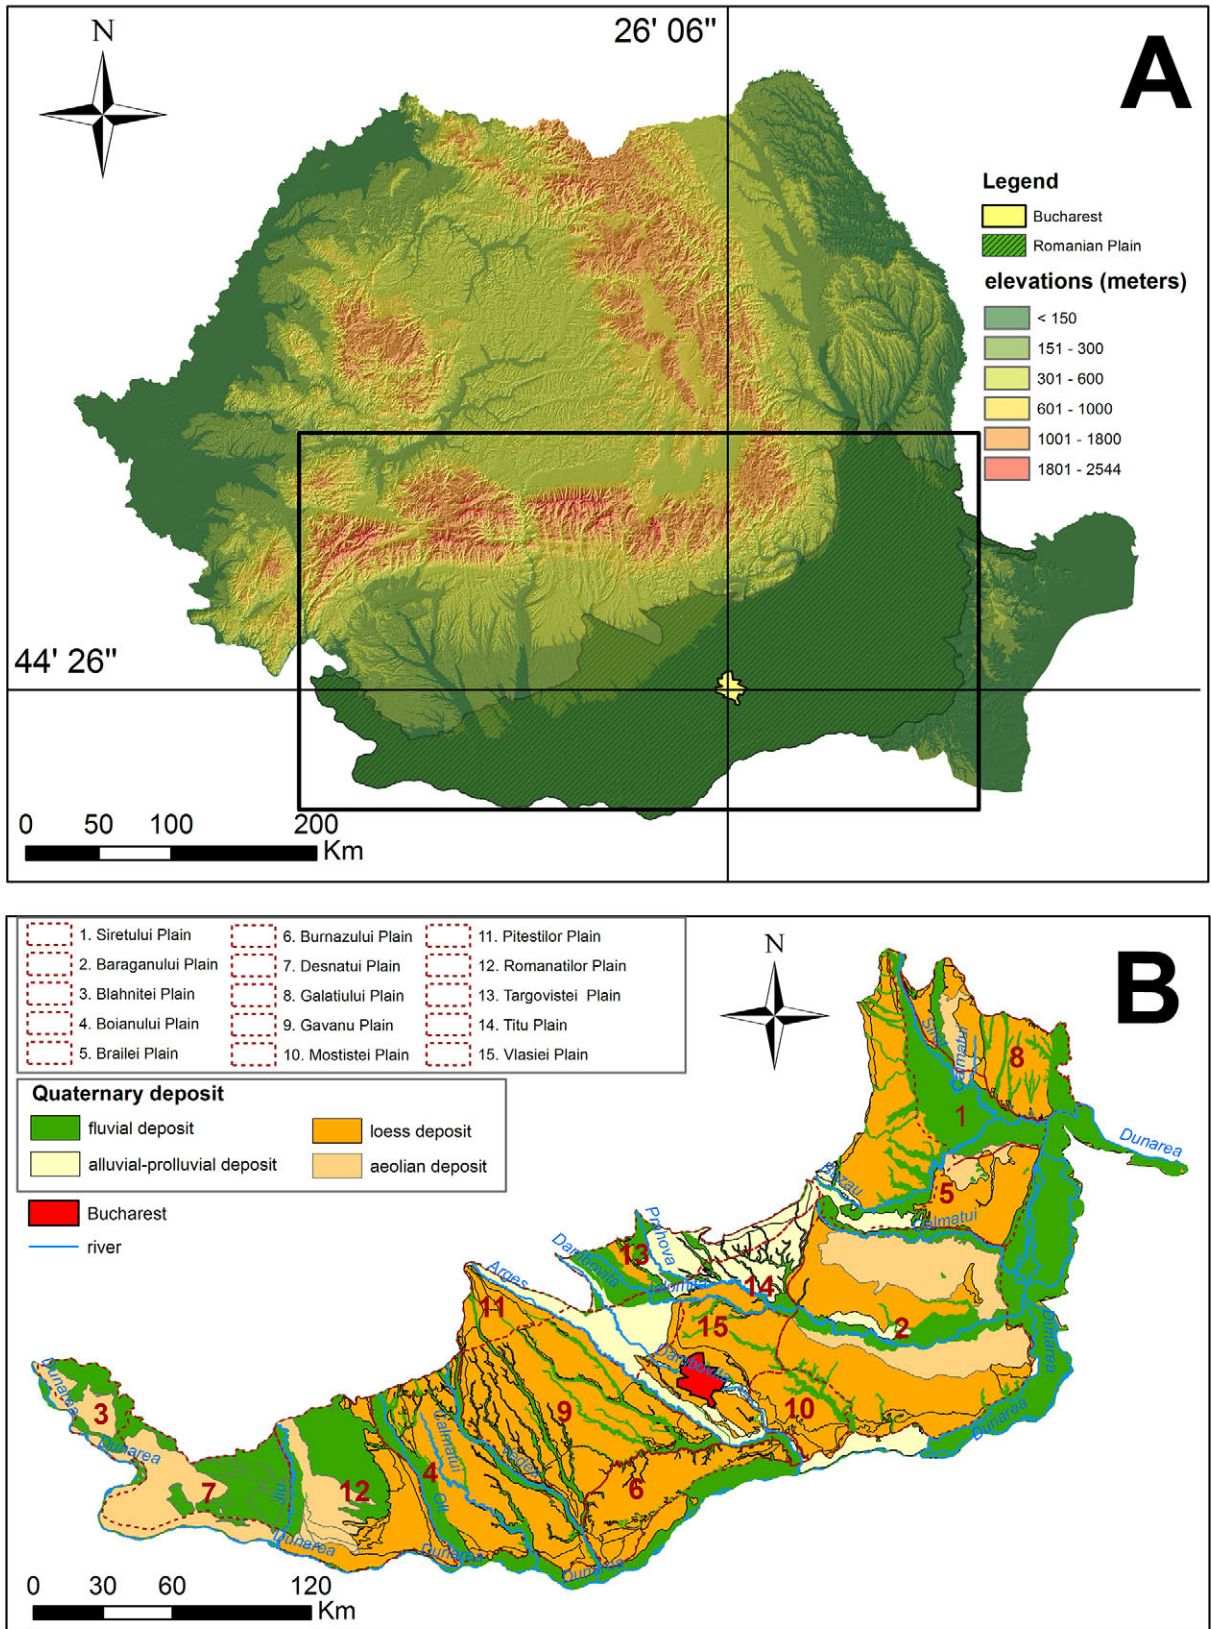 N
26' 06"
A
Legend
Bucharest
Romanian Plain
elevations (meters)
< 150
151 - 300
301 - 600
601 - 1000
1001 - 1800
1801 - 2544
44' 26"
0 50 100 200
Km
1. Siretului Plain
2. Baraganului Plain
3. Blahnitei Plain
4. Boianului Plain
5. Brailei Plain
6. Burnazului Plain
7. Desnatui Plain
8. Galatiului Plain
9. Gavanu Plain
10. Mostistei Plain
11. Pitestilor Plain
12. Romanatilor Plain
13. Targovistei Plain
14. Titu Plain
15. Vlasiei Plain
N
B
Quaternary deposit
fluvial deposit
loess deposit
alluvial-prolluvial deposit
aeolian deposit
Bucharest
river
Siret
Calmatui
8
1
Dunarea
Buzau
5
Calmatui
Prahova
13
Dambovita
Ialomita
14
Arges
11
15
2
Dunarea
Dambovita
Dunarea
3
9
10
Dunarea
Dunarea
Calmatui
Vedea
7
Jiu
12
4
Olt
6
Dunarea
Dunarea
Dunarea
0 30 60 120
Km